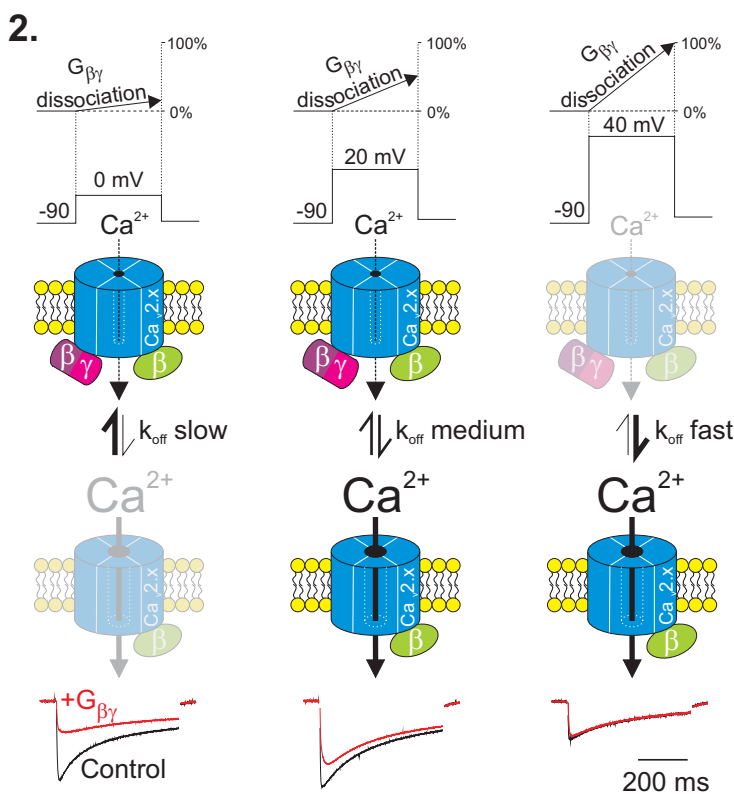 2.
100%
G
βγ
dissociation
0%
0 mV
-90
Ca2+
Ca 2.x
V
β γ
β
koff slow
Ca2+
Ca 2.x
V
β
+Gβγ
Control
100%
Gβγ
dissociation
0%
20 mV
-90
Ca2+
Ca 2.x
V
β γ
β
koff medium
Ca2+
Ca 2.x
V
β
100%
Gβγ
dissociation
0%
40 mV
-90
Ca2+
Ca 2.x
V
β γ
β
koff fast
Ca2+
Ca 2.x
V
β
200 ms